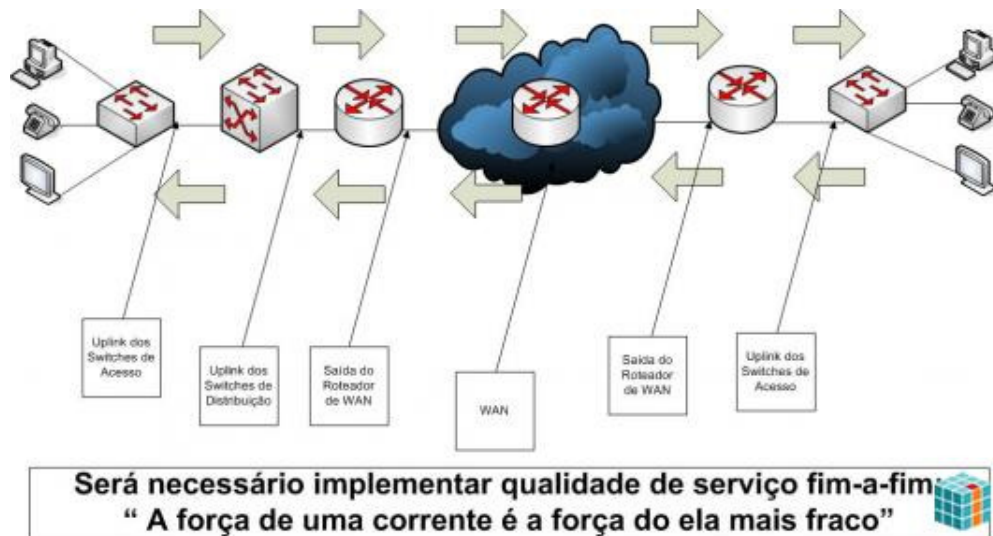 Uplink dos
Switches de
Acesso
Uplink dos
Switches de
Distribuição
Saída do
Roteador
de WAN
WAN
Saída do
Roteador
de WAN
Uplink dos
Switches de
Acesso
Será necessário implementar qualidade de serviço fim-a-fim:
“ A força de uma corrente é a força do ela mais fraco”